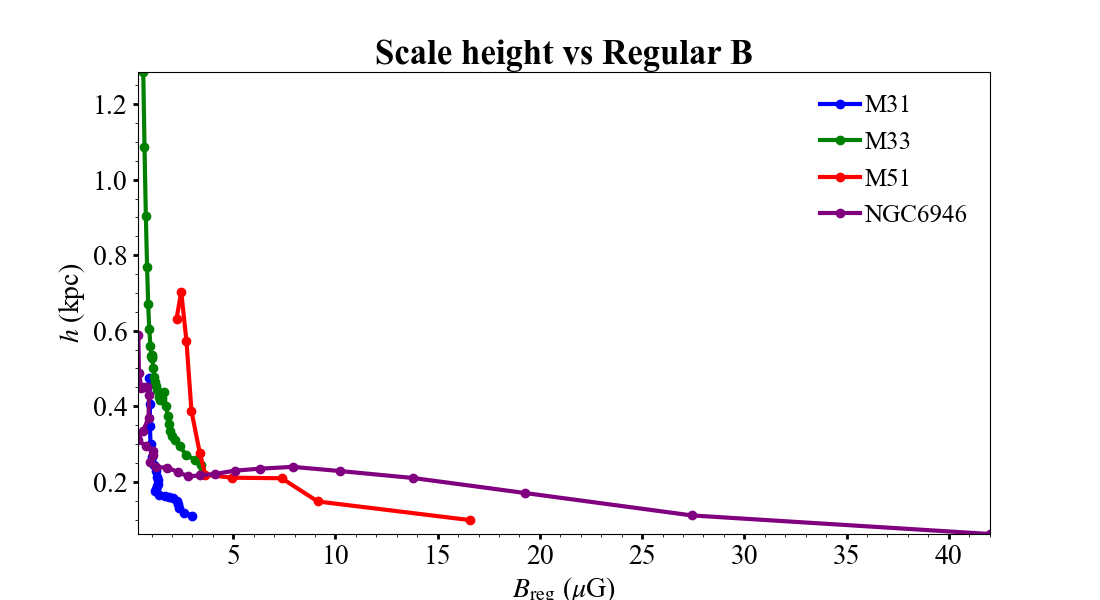 Scale height vs Regular B
1.2
1.0
0.8
0.6
0.4
0.2
h (kpc)
M31
M33
M51
NGC6946
5 10 15 20 25 30 35 40
B_reg (μG)